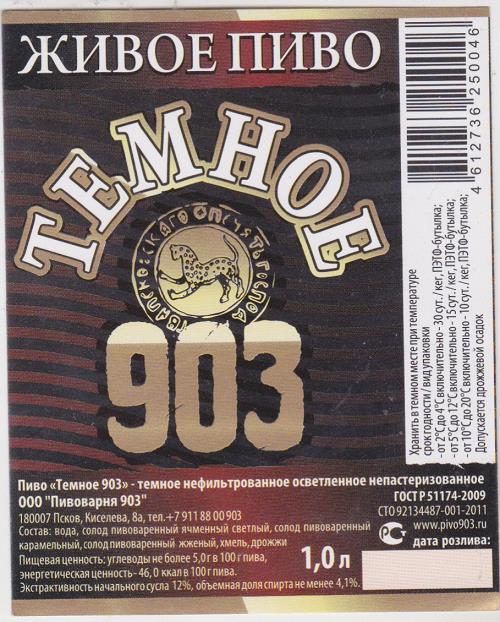 ЖИВОЕ ПИВО
ТЕМНОЕ
903
4 612736 250046
Хранить в темном месте при температуре
срок годности / вид упаковки
- от 2°C до 4°C включительно - 30 сут. / кег, ПЭТФ-бутылка;
- от 5°C до 12°C включительно - 15 сут. / кег, ПЭТФ-бутылка;
- от 10°C до 20°C включительно - 10 сут. / кег, ПЭТФ-бутылка;
Допускается дрожжевой осадок
Пиво «Темное 903» - темное нефильтрованное осветленное непастеризованное
ООО "Пивоварня 903"
ГОСТ Р 51174-2009
180007 Псков, Киселева, 8а, тел.+7 911 88 00 903
СТО 92134487-001-2011
Состав: вода, солод пивоваренный ячменный светлый, солод пивоваренный
карамельный, солод пивоваренный жженый, хмель, дрожжи
www.pivo903.ru
РСТ
дата розлива:
Пищевая ценность: углеводы не более 5,0 г в 100 г пива,
энергетическая ценность - 46, 0 ккал в 100 г пива.
1,0 л
Экстрактивность начального сусла 12%, объемная доля спирта не менее 4,1%.